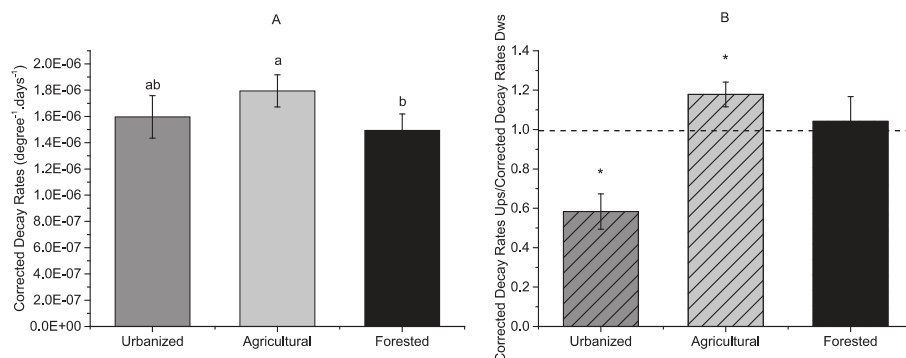 A
Corrected Decay Rates (degree⁻¹.days⁻¹)
2.0E-06
1.8E-06
1.6E-06
1.4E-06
1.2E-06
1.0E-06
8.0E-07
6.0E-07
4.0E-07
2.0E-07
0.0E+00
ab
a
b
Urbanized Agricultural Forested
B
Corrected Decay Rates Ups/Corrected Decay Rates Dws
1.4
1.2
1.0
0.8
0.6
0.4
0.2
0.0
*
*
Urbanized Agricultural Forested